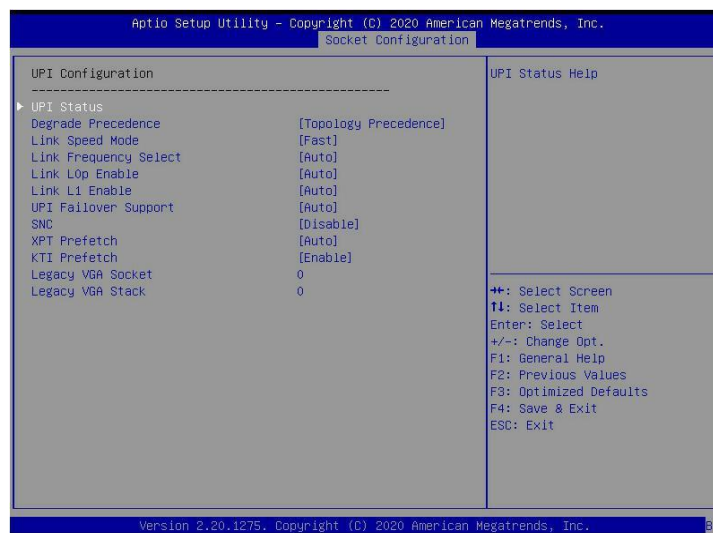 Aptio Setup Utility – Copyright (C) 2020 American Megatrends, Inc.
Socket Configuration
UPI Configuration
UPI Status
Degrade Precedence [Topology Precedence]
Link Speed Mode [Fast]
Link Frequency Select [Auto]
Link L0p Enable [Auto]
Link L1 Enable [Auto]
UPI Failover Support [Auto]
SNC [Disable]
XPT Prefetch [Auto]
KTI Prefetch [Enable]
Legacy VGA Socket 0
Legacy VGA Stack 0
UPI Status Help
→←: Select Screen
↑↓: Select Item
Enter: Select
+/-: Change Opt.
F1: General Help
F2: Previous Values
F3: Optimized Defaults
F4: Save & Exit
ESC: Exit
Version 2.20.1275. Copyright (C) 2020 American Megatrends, Inc.